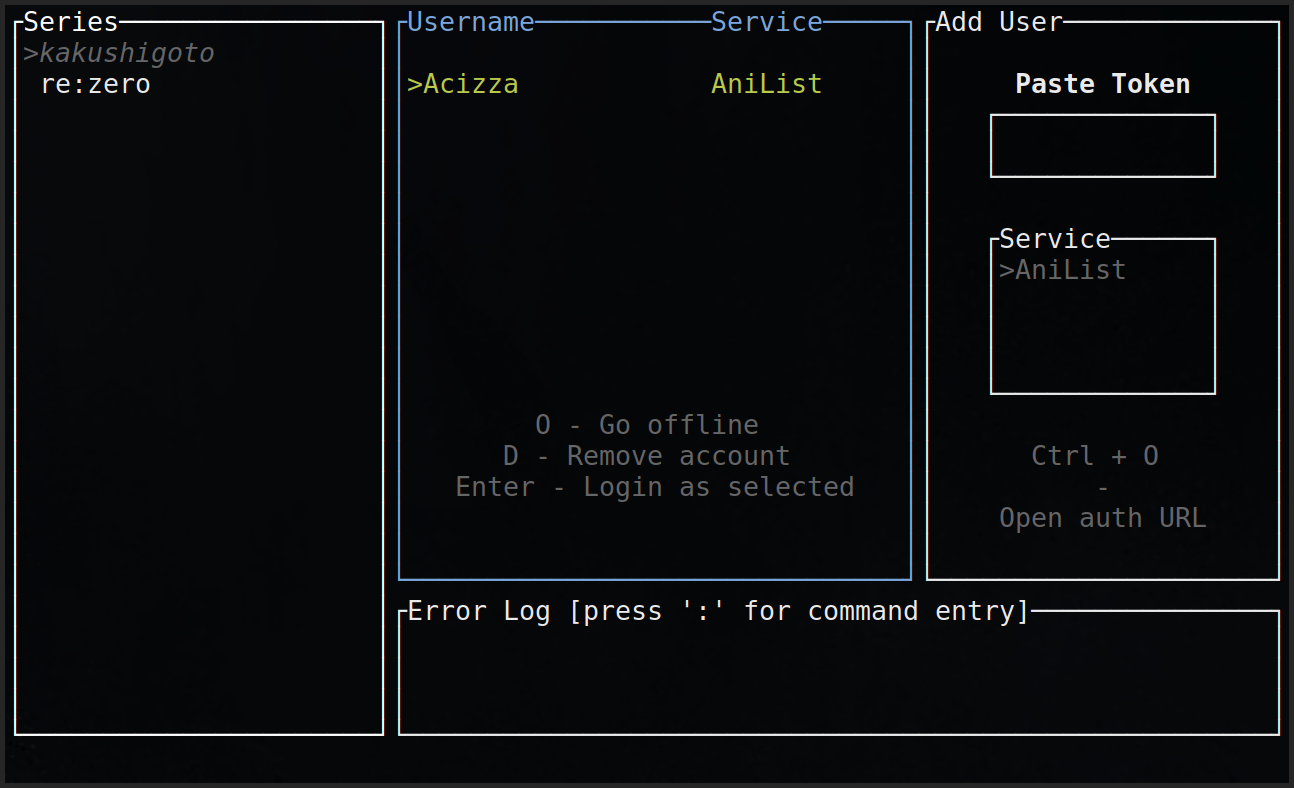 Series
>kakushigoto
re:zero
Username Service
>Acizza AniList
O - Go offline
D - Remove account
Enter - Login as selected
Add User
Paste Token
Service
>AniList
Ctrl + O
-
Open auth URL
Error Log [press ':' for command entry]